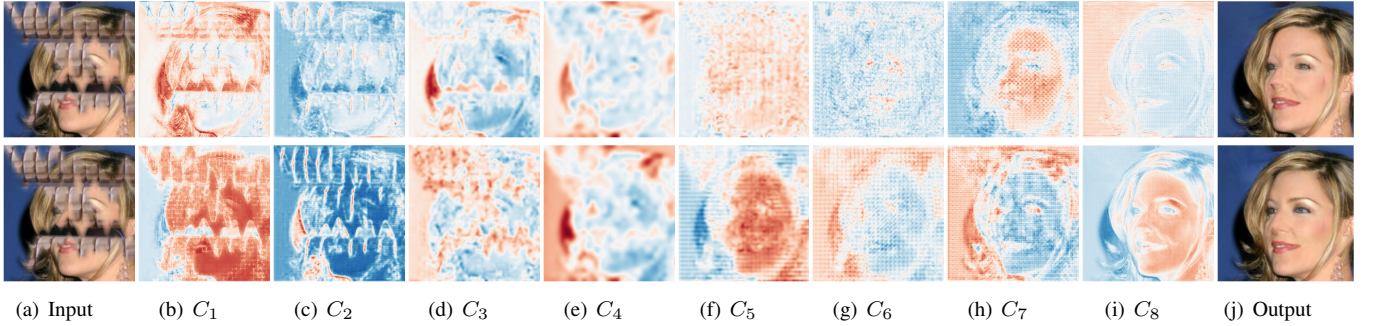 (a) Input (b) C₁ (c) C₂ (d) C₃ (e) C₄ (f) C₅ (g) C₆ (h) C₇ (i) C₈ (j) Output